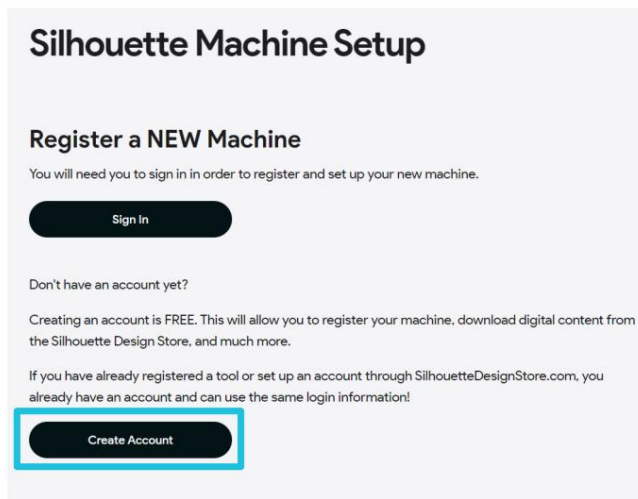 Silhouette Machine Setup
Register a NEW Machine
You will need you to sign in in order to register and set up your new machine.
Sign In
Don't have an account yet?
Creating an account is FREE. This will allow you to register your machine, download digital content from
the Silhouette Design Store, and much more.
If you have already registered a tool or set up an account through SilhouetteDesignStore.com, you
already have an account and can use the same login information!
Create Account